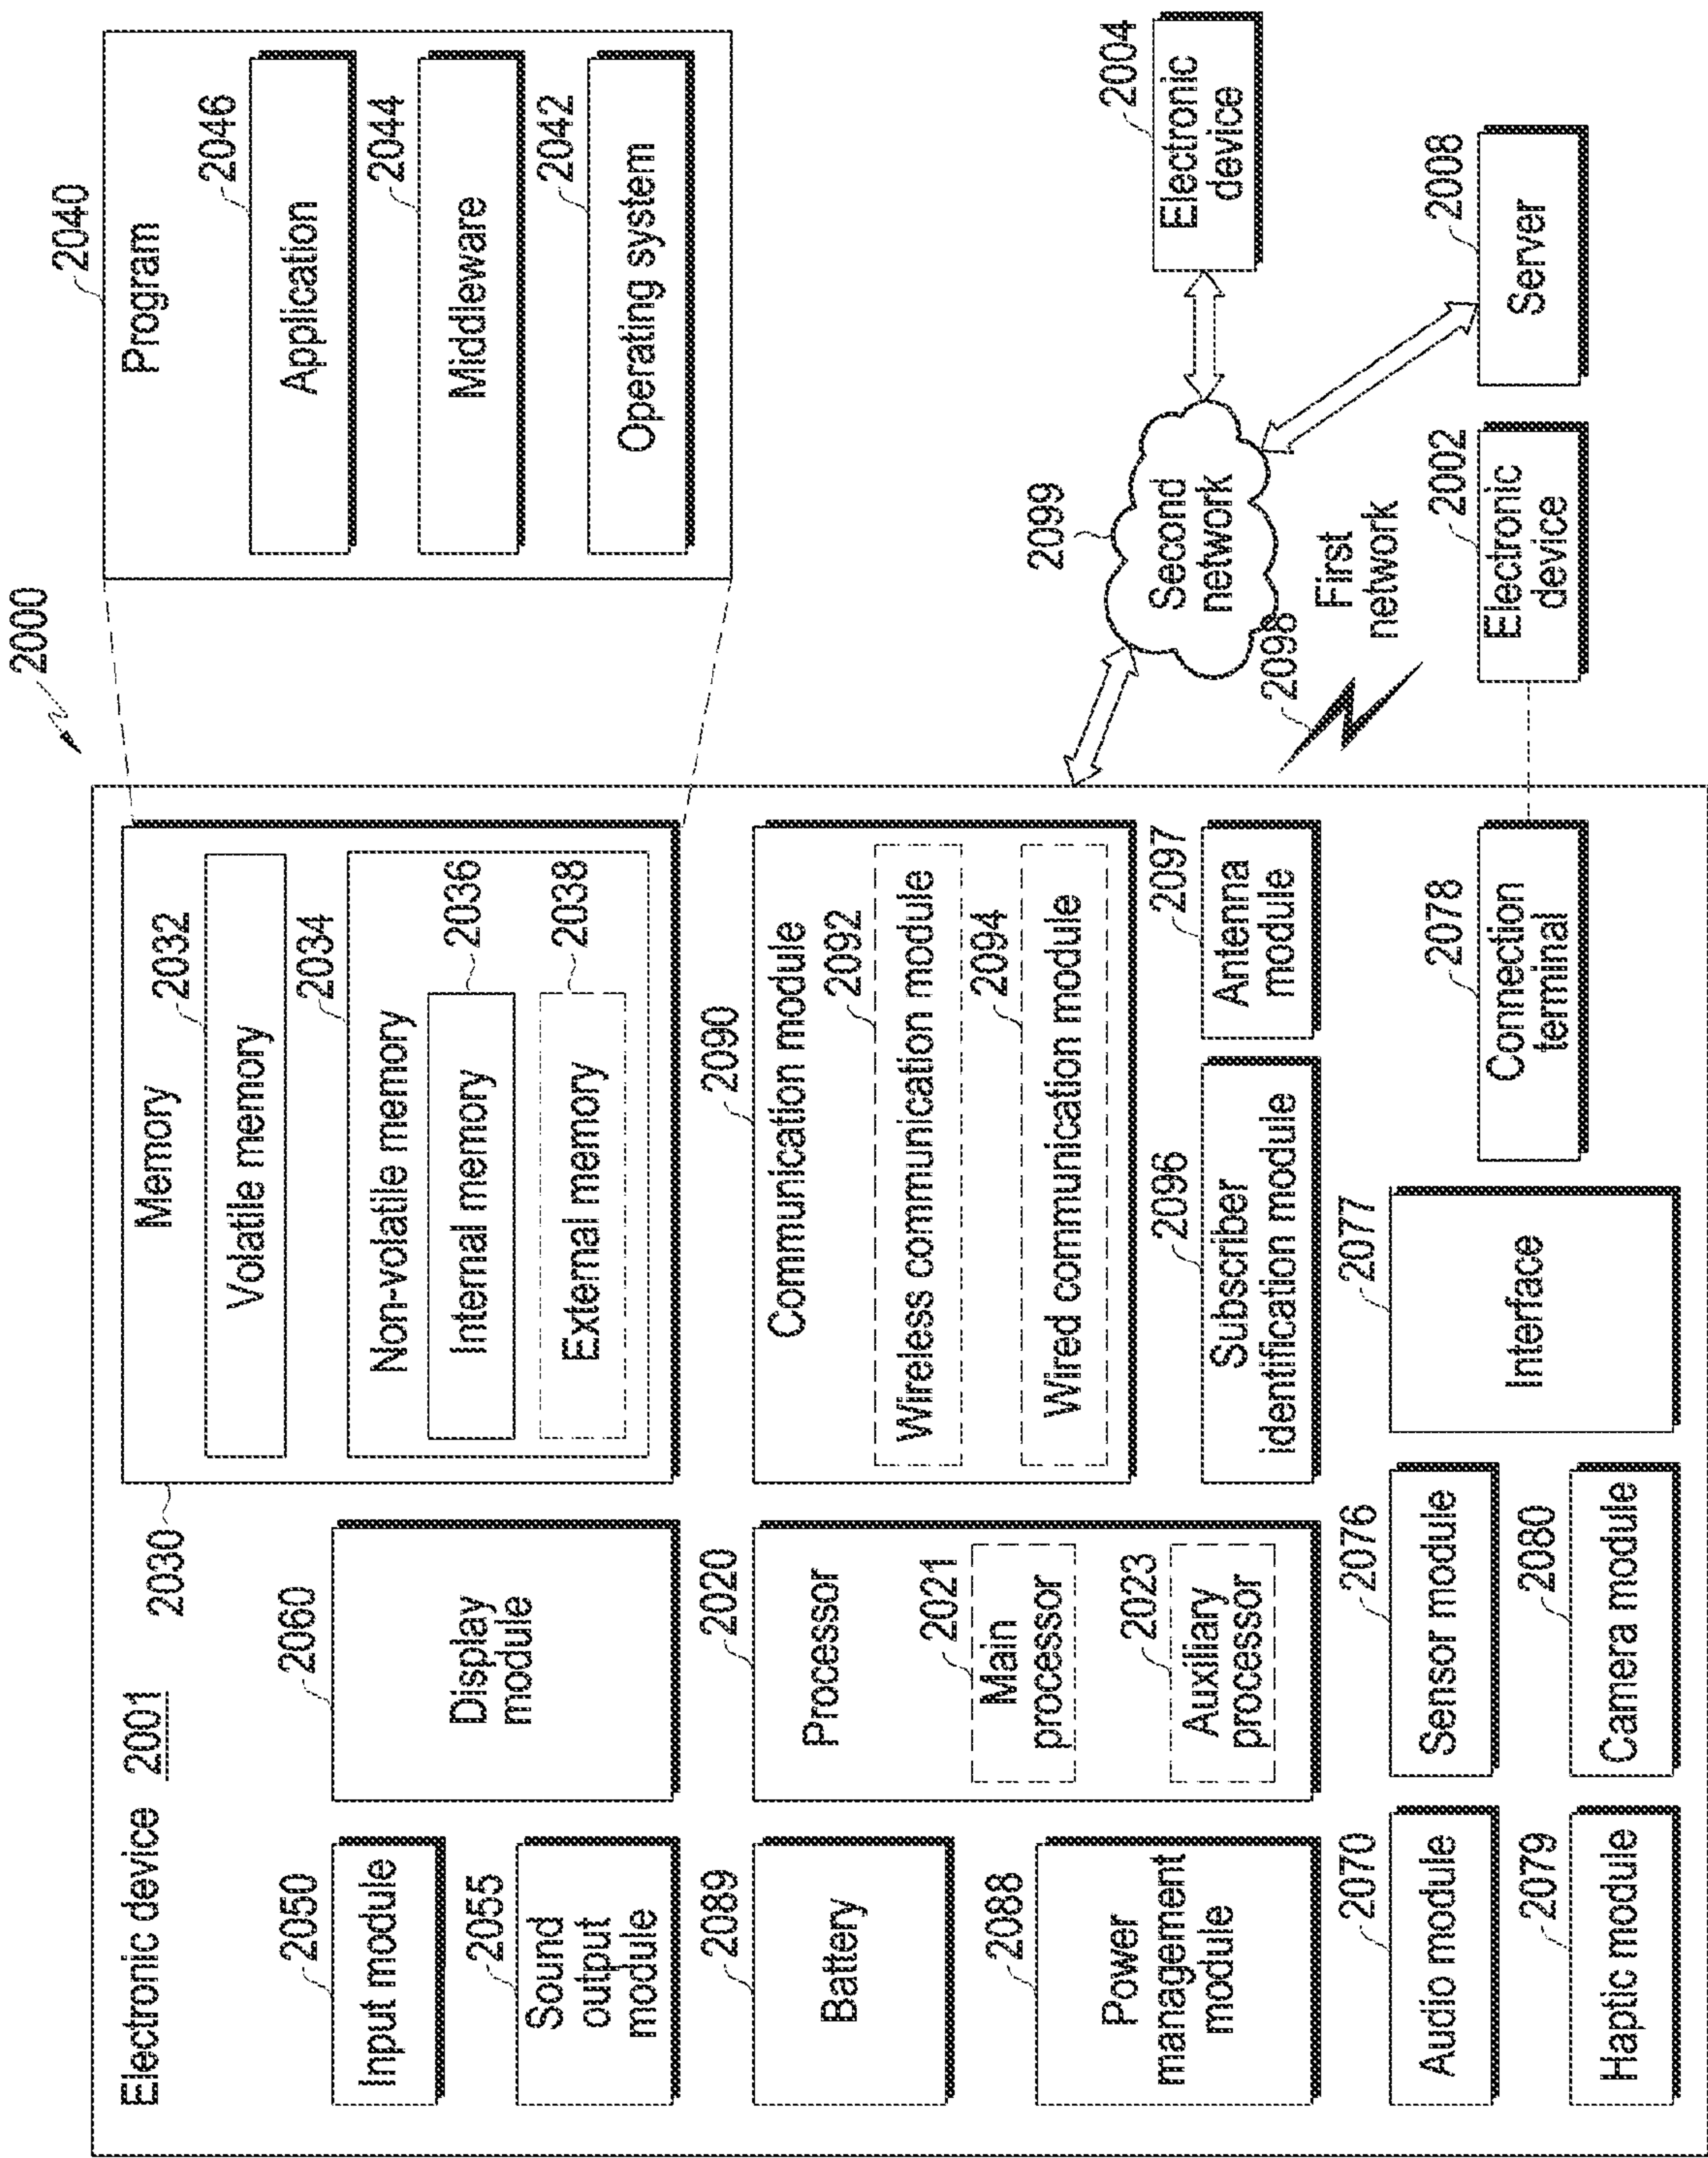 2000
Electronic device 2001
2050
Input module
2055
Sound
output
module
2089
Battery
2088
Power
management
module
2070
Audio module
2079
Haptic module
2060
Display
module
2020
Processor
2021
Main
processor
2023
Auxiliary
processor
2076
Sensor module
2080
Camera module
2030
Memory
2032
Volatile memory
2034
Non-volatile memory
2036
Internal memory
2038
External memory
2090
Communication module
2092
Wireless communication module
2094
Wired communication module
2096
Subscriber
identification module
2097
Antenna
module
2077
Interface
2078
Connection
terminal
2040
Program
2046
Application
2044
Middleware
2042
Operating system
2099
Second
network
2098
First
network
2004
Electronic
device
2008
Server
2002
Electronic
device